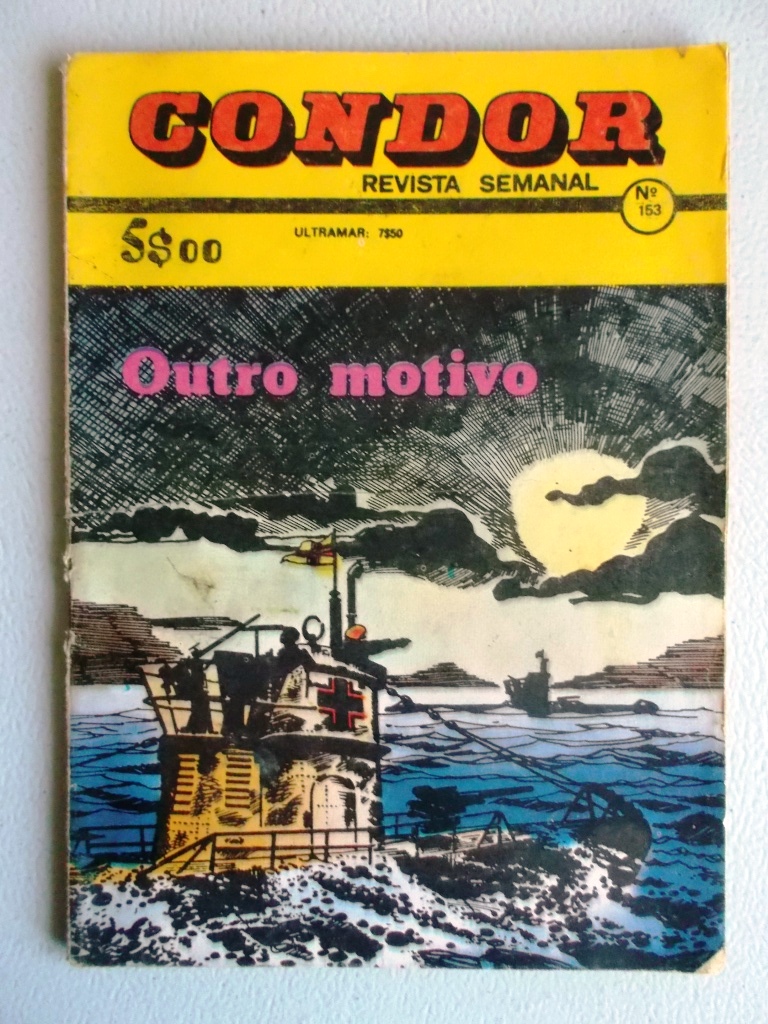 CONDOR
REVISTA SEMANAL
Nº
153
5$00
ULTRAMAR: 7$50
Outro motivo